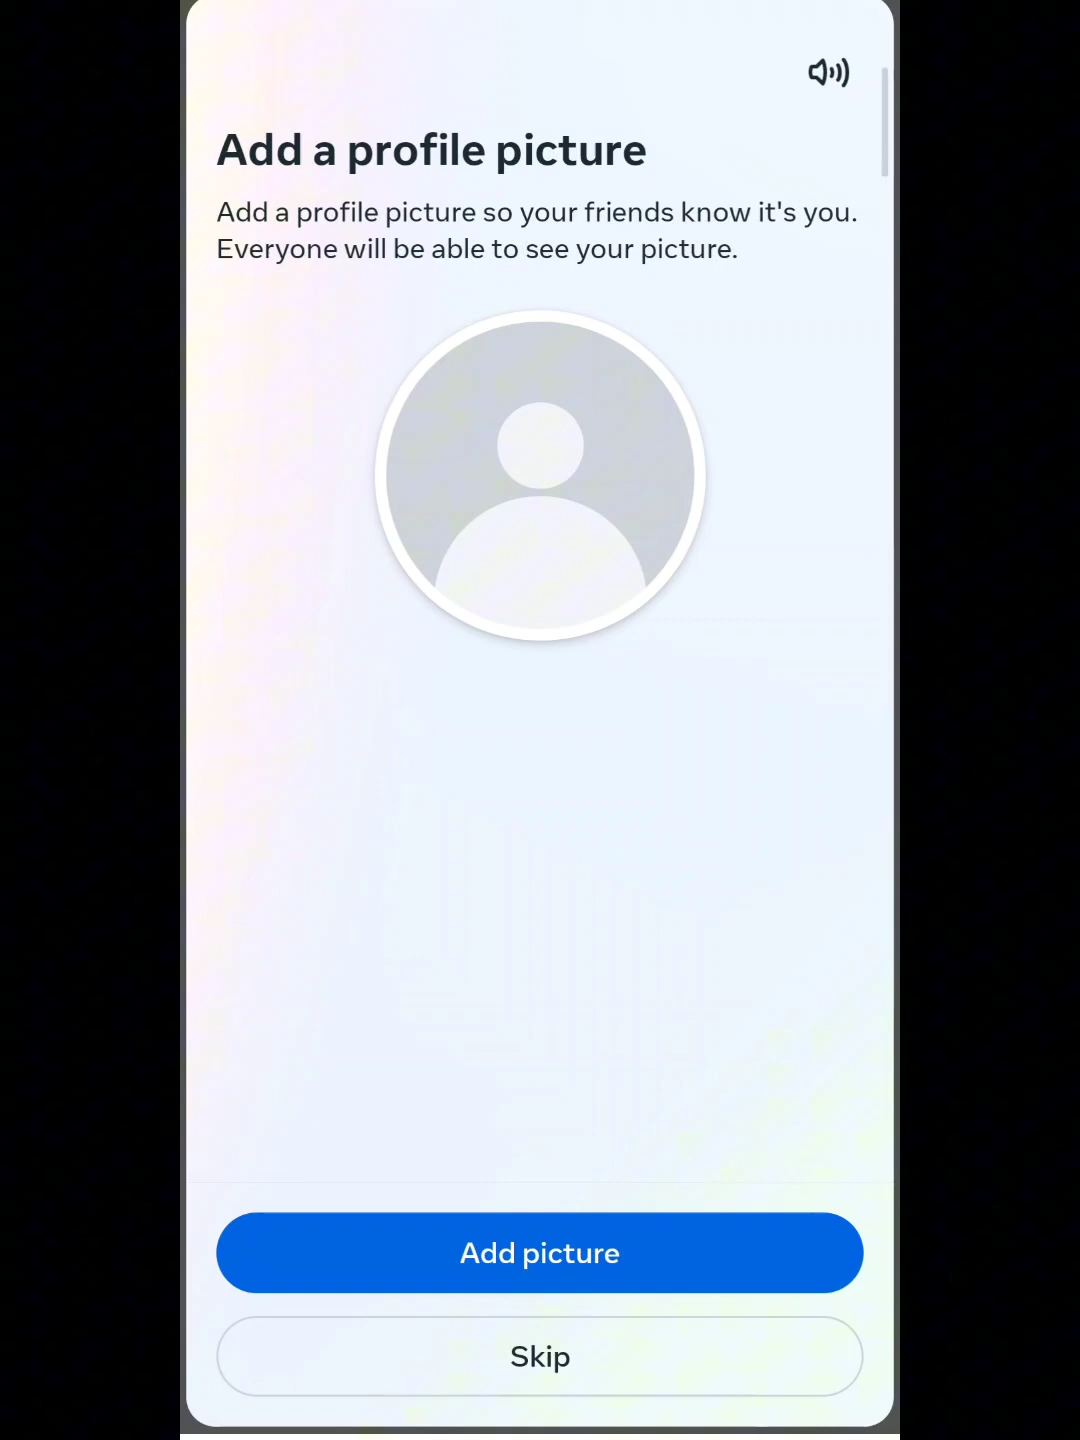 Add a profile picture
Add a profile picture so your friends know it's you.
Everyone will be able to see your picture.
Add picture
Skip